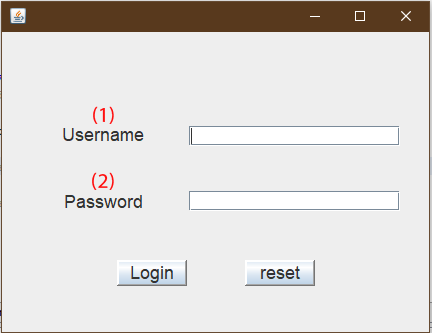 (1)
Username
(2)
Password
Login reset